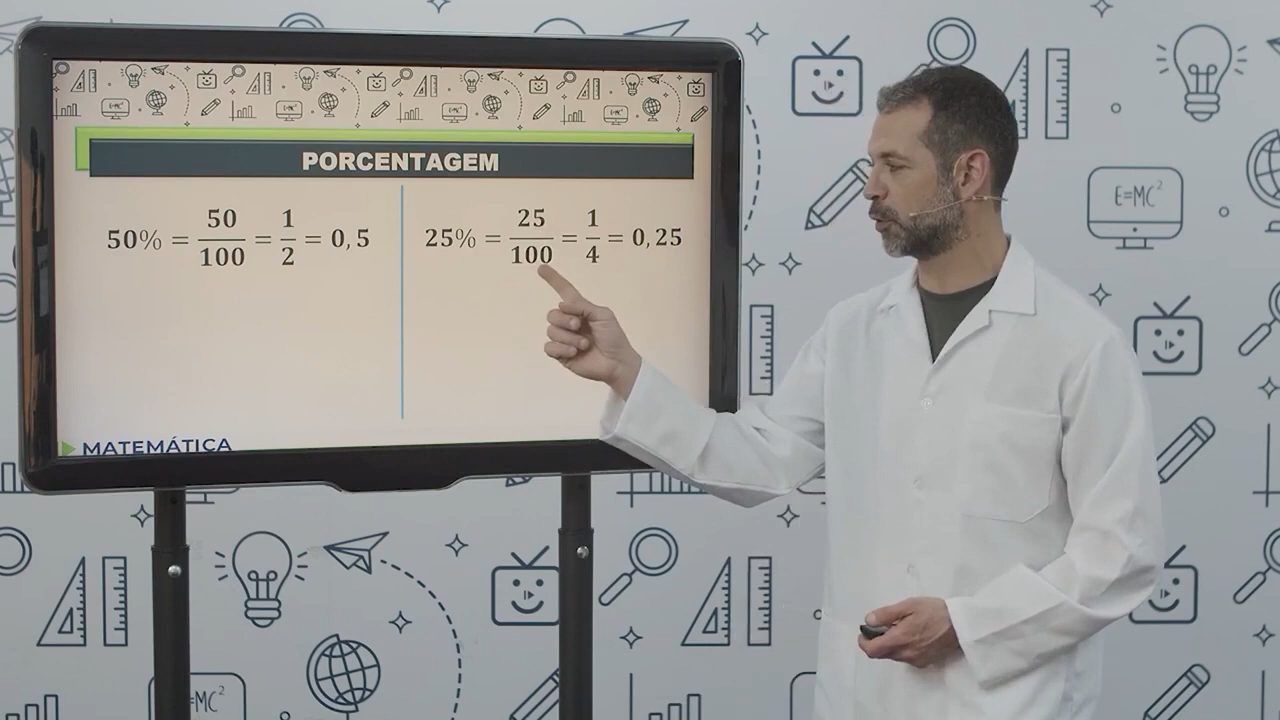 PORCENTAGEM
50% = 50/100 = 1/2 = 0,5
25% = 25/100 = 1/4 = 0,25
MATEMÁTICA
E=MC²
=MC²